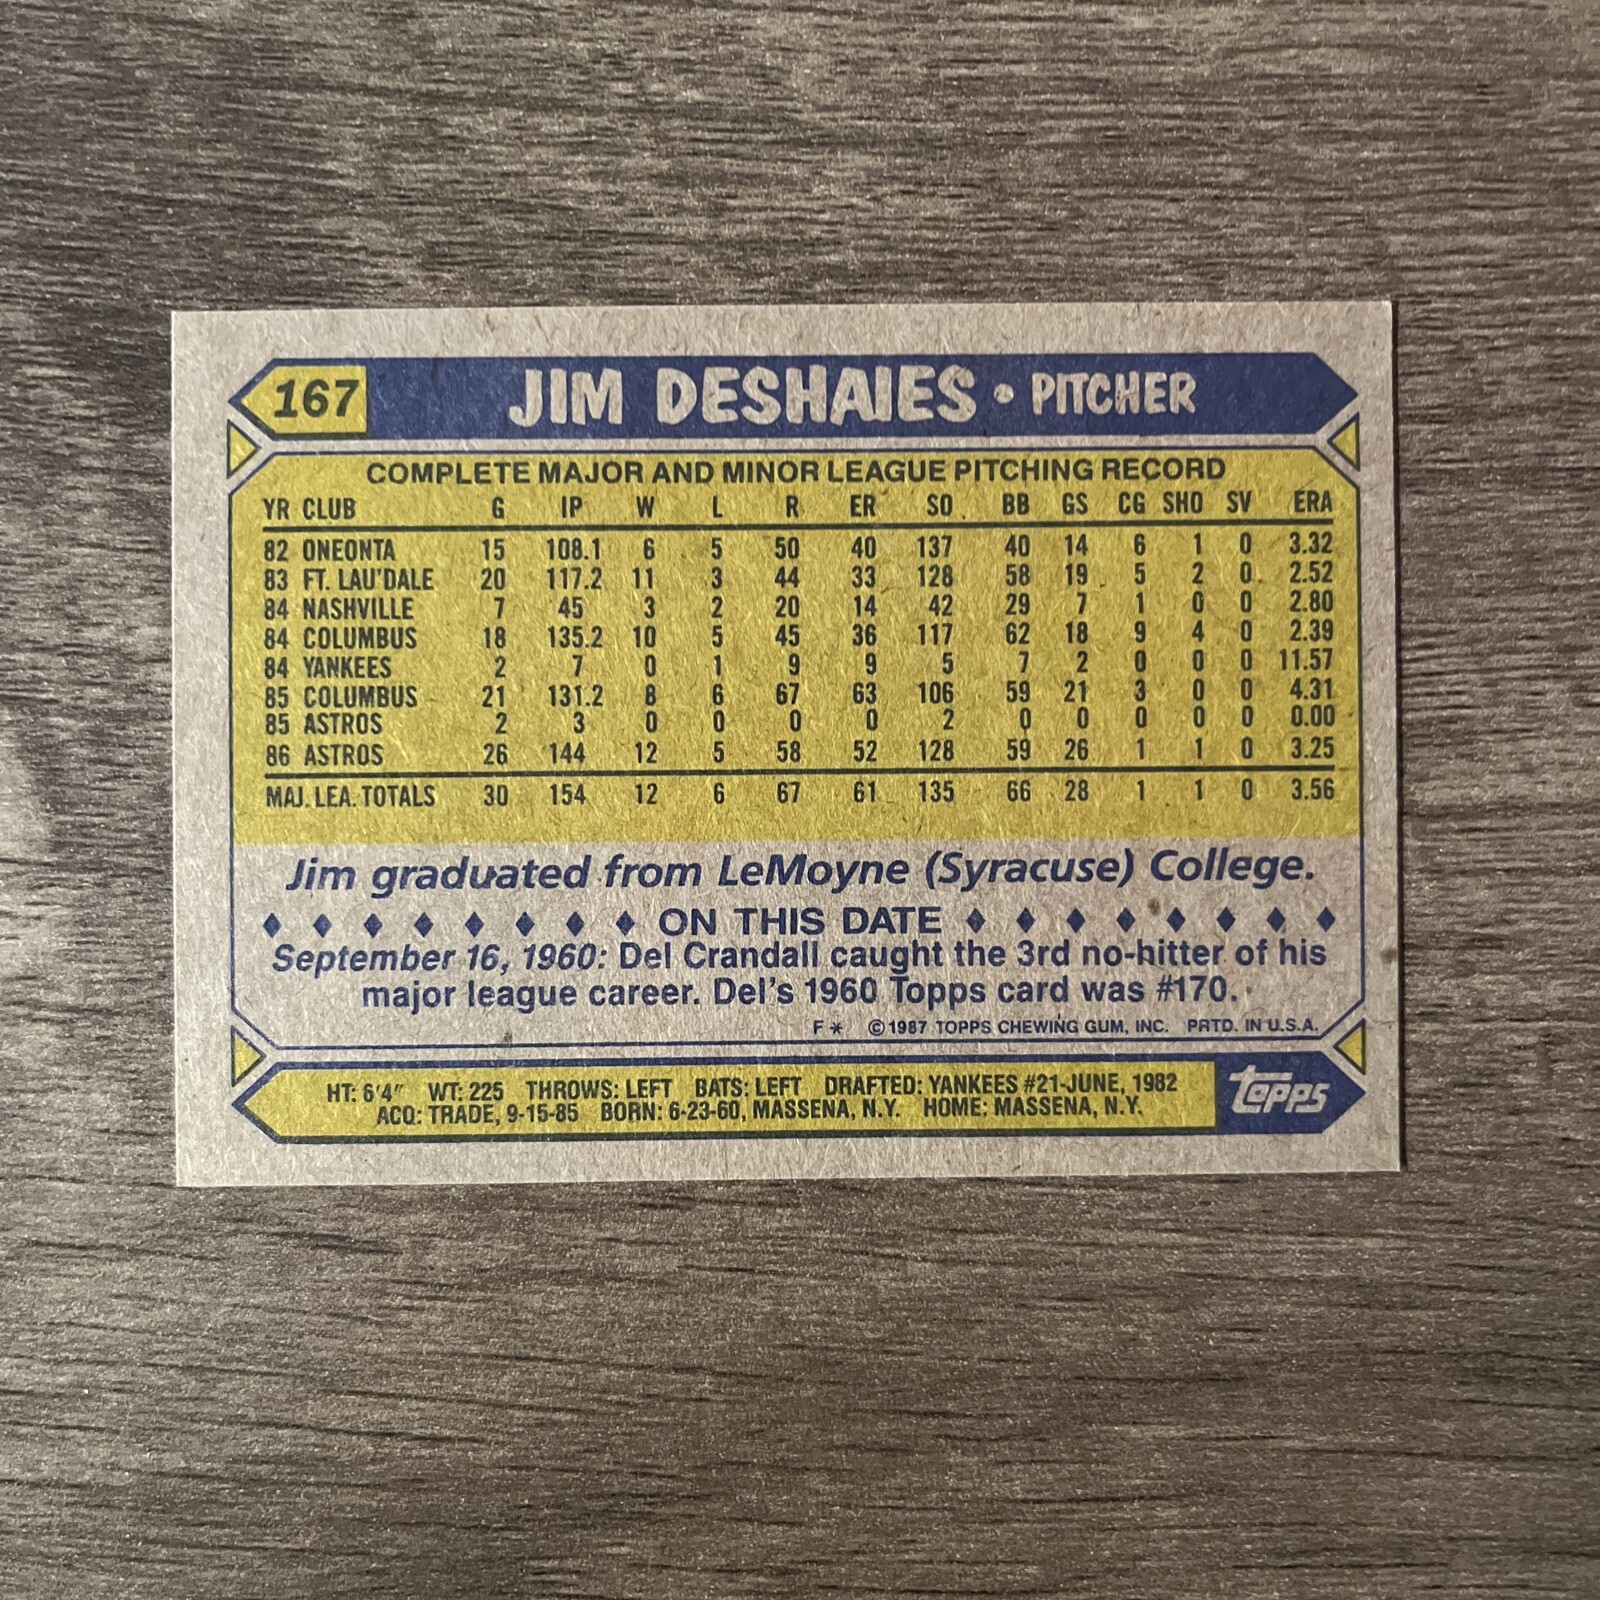 167 JIM DESHAIES • PITCHER
COMPLETE MAJOR AND MINOR LEAGUE PITCHING RECORD
YR CLUB G IP W L R ER SO BB GS CG SHO SV ERA
82 ONEONTA 15 108.1 6 5 50 40 137 40 14 6 1 0 3.32
83 FT. LAU'DALE 20 117.2 11 3 44 33 128 58 19 5 2 0 2.52
84 NASHVILLE 7 45 3 2 20 14 42 29 7 1 0 0 2.80
84 COLUMBUS 18 135.2 10 5 45 36 117 62 18 9 4 0 2.39
84 YANKEES 2 7 0 1 9 9 5 7 2 0 0 0 11.57
85 COLUMBUS 21 131.2 8 6 67 63 106 59 21 3 0 0 4.31
85 ASTROS 2 3 0 0 0 0 2 0 0 0 0 0 0.00
86 ASTROS 26 144 12 5 58 52 128 59 26 1 1 0 3.25
MAJ. LEA. TOTALS 30 154 12 6 67 61 135 66 28 1 1 0 3.56
Jim graduated from LeMoyne (Syracuse) College.
ON THIS DATE
September 16, 1960: Del Crandall caught the 3rd no-hitter of his
major league career. Del's 1960 Topps card was #170.
F* ©1987 TOPPS CHEWING GUM, INC. PRTD. IN U.S.A.
HT: 6'4" WT: 225 THROWS: LEFT BATS: LEFT DRAFTED: YANKEES #21-JUNE, 1982
ACQ: TRADE, 9-15-85 BORN: 6-23-60, MASSENA, N.Y. HOME: MASSENA, N.Y.
topps